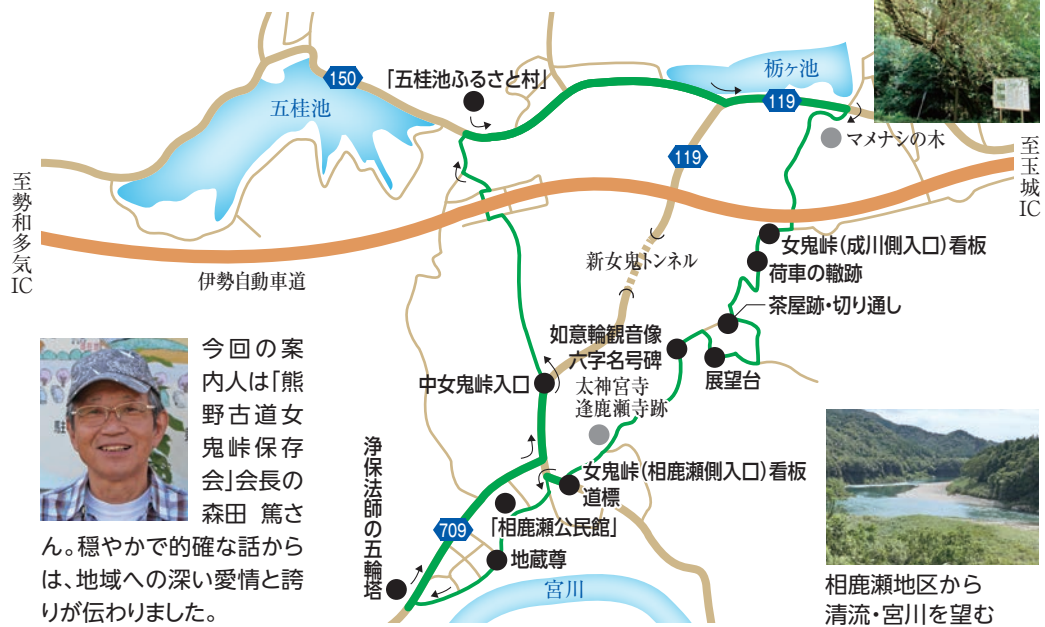 150
「五桂池ふるさと村」
五桂池
栃ヶ池
119
マメナシの木
119
至玉城IC
至勢和多気IC
伊勢自動車道
新女鬼トンネル
女鬼峠(成川側入口)看板
荷車の轍跡
茶屋跡・切り通し
如意輪観音像
六字名号碑
展望台
中女鬼峠入口
太神宮寺
逢鹿瀬寺跡
女鬼峠(相鹿瀬側入口)看板
道標
浄保法師の五輪塔
709
「相鹿瀬公民館」
地蔵尊
宮川
今回の案
内人は「熊
野古道女
鬼峠保存
会」会長の
森田 篤さ
ん。穏やかで的確な話から
は、地域への深い愛情と誇
りが伝わりました。
相鹿瀬地区から
清流・宮川を望む